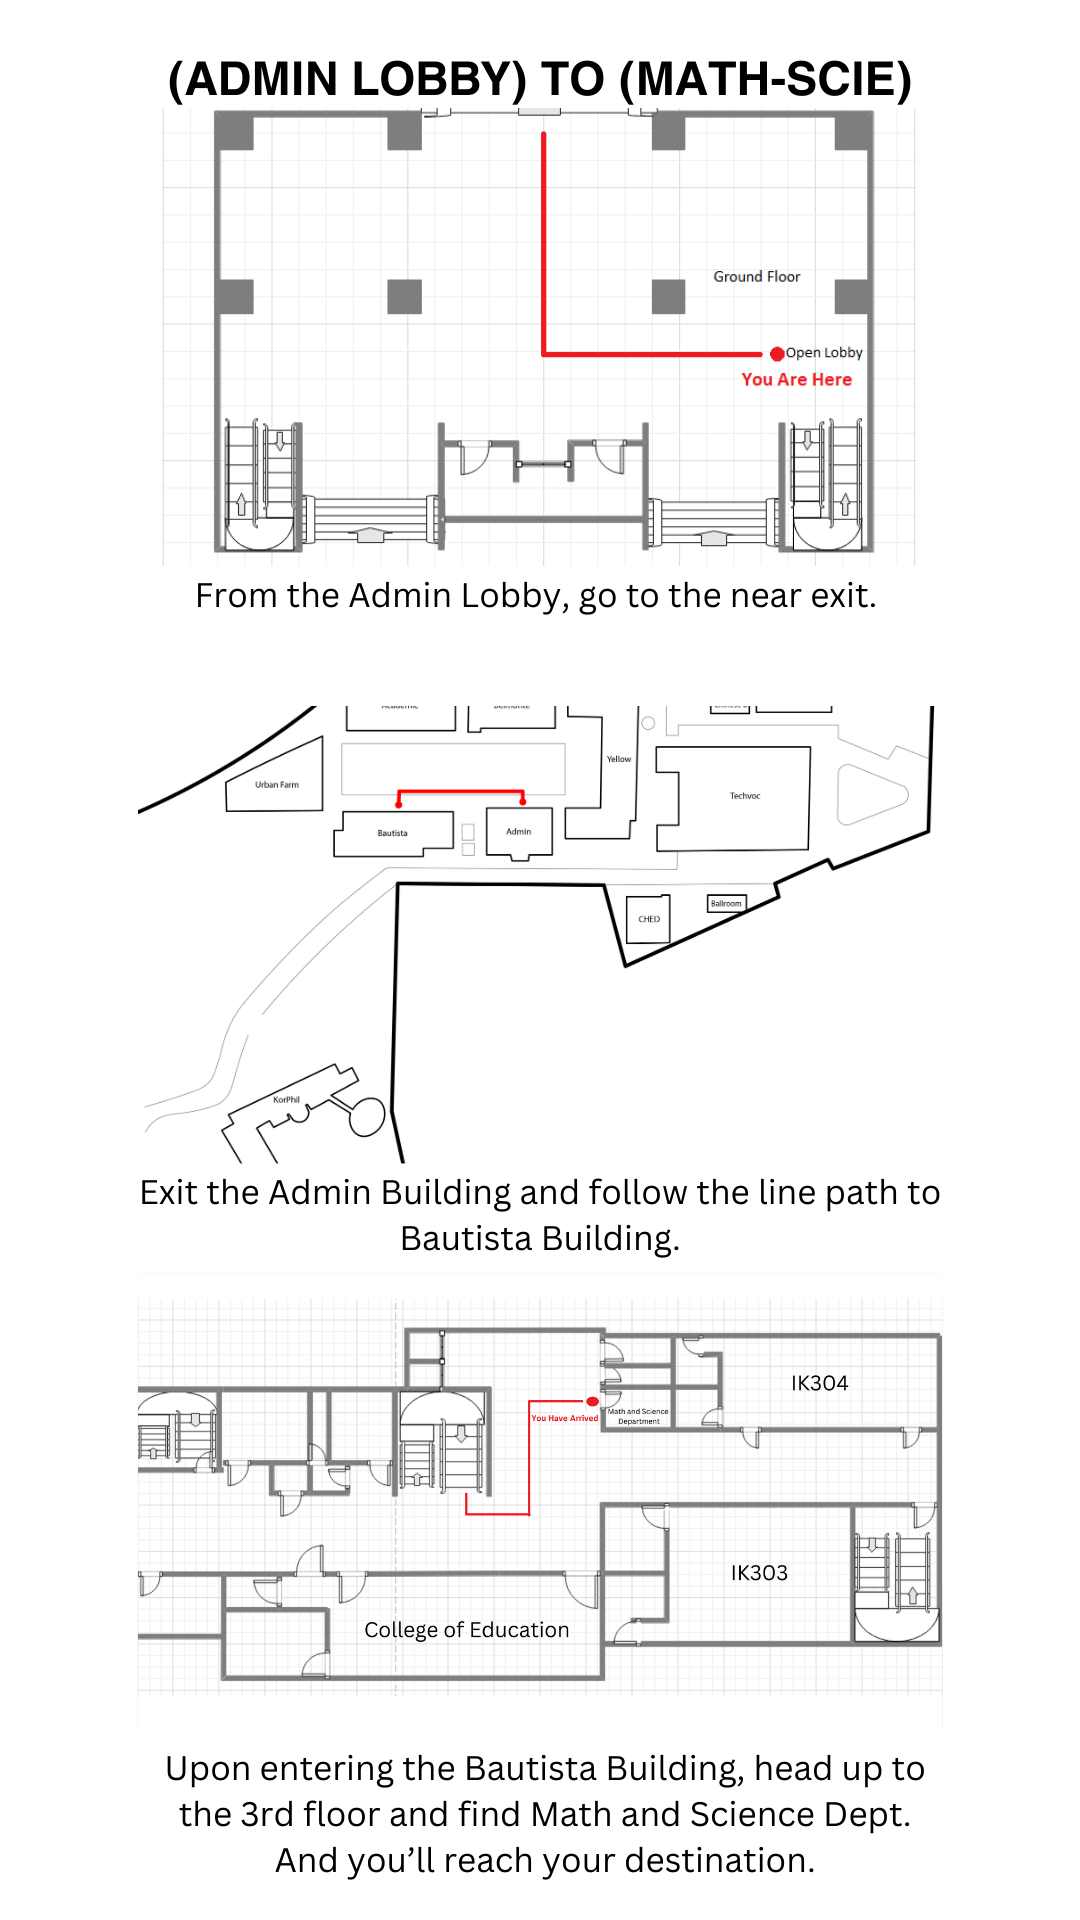 (ADMIN LOBBY) TO (MATH-SCIE)
Ground Floor
Open Lobby
You Are Here
From the Admin Lobby, go to the near exit.
Academic
Belmonte
Yellow
Urban Farm
Techvoc
Bautista
Admin
CHED
Ballroom
KorPhil
Exit the Admin Building and follow the line path to
Bautista Building.
IK304
Math and Science
Department
You Have Arrived
IK303
College of Education
Upon entering the Bautista Building, head up to
the 3rd floor and find Math and Science Dept.
And you’ll reach your destination.